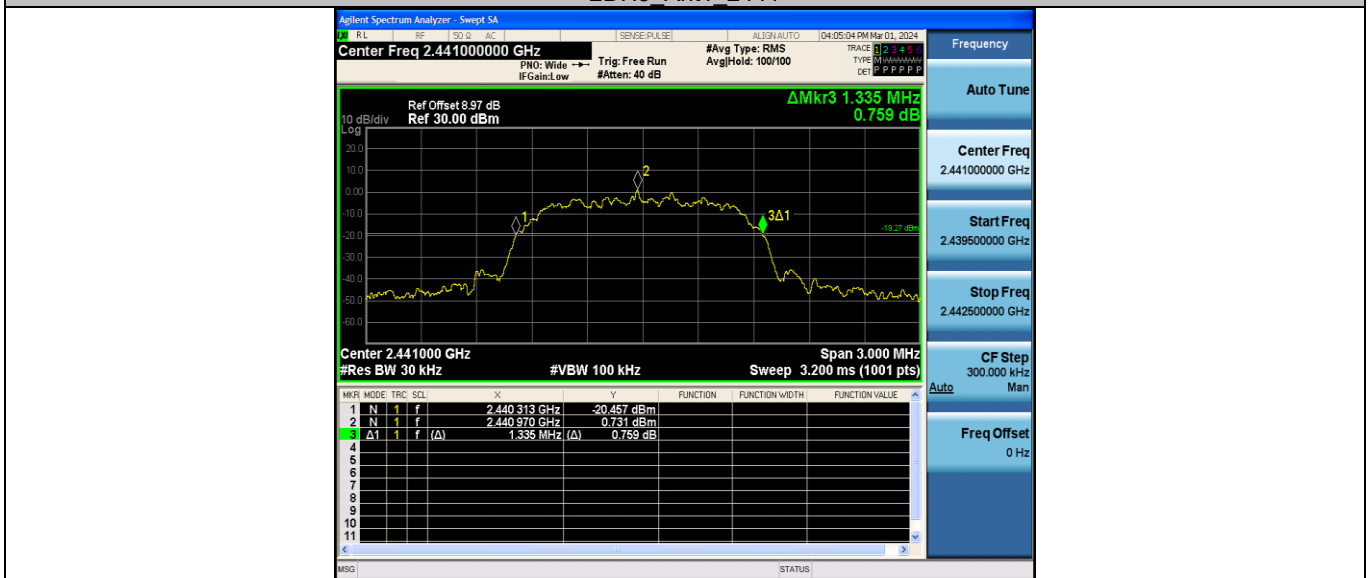 Agilent Spectrum Analyzer - Swept SA
RL RF 50 Ω AC SENSE:PULSE ALIGN AUTO 04:05:04 PM Mar 01, 2024
Center Freq 2.441000000 GHz
PNO: Wide
IFGain:Low
Trig: Free Run
#Atten: 40 dB
#Avg Type: RMS
Avg|Hold: 100/100
TRACE 1 2 3 4 5 6
TYPE M
DET P P P P P P
Frequency
Auto Tune
Center Freq
2.441000000 GHz
Start Freq
2.439500000 GHz
Stop Freq
2.442500000 GHz
CF Step
300.000 kHz
Auto Man
Freq Offset
0 Hz
ΔMkr3 1.335 MHz
0.759 dB
Ref Offset 8.97 dB
10 dB/div Ref 30.00 dBm
Log
20.0
10.0
0.00
-10.0
-20.0
-30.0
-40.0
-50.0
-60.0
1
2
3Δ1
-19.27 dBm
Center 2.441000 GHz Span 3.000 MHz
#Res BW 30 kHz #VBW 100 kHz Sweep 3.200 ms (1001 pts)
MKR MODE TRC SCL X Y FUNCTION FUNCTION WIDTH FUNCTION VALUE
1 N 1 f 2.440 313 GHz -20.457 dBm
2 N 1 f 2.440 970 GHz 0.731 dBm
3 Δ1 1 f (Δ) 1.335 MHz (Δ) 0.759 dB
4
5
6
7
8
9
10
11
MSG STATUS